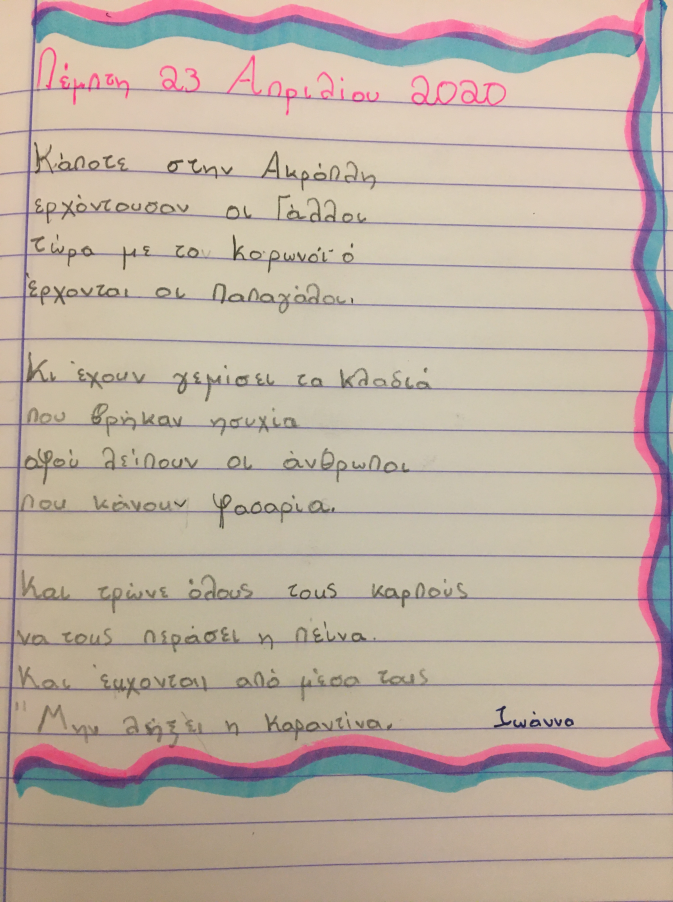 Πέμπτη 23 Απριλίου 2020
Κάποτε στην Ακρόπλη
ερχόντουσαν οι Γάλλοι
τώρα με τον κορωνοϊό
έρχονται οι παπαγάλοι.
Κι έχουν γεμίσει τα κλαδιά
που βρήκαν ησυχία
αφού λείπουν οι άνθρωποι
που κάνουν φασαρία.
Και τρώνε όλους τους καρπούς
να τους περάσει η πείνα.
Και έυχονται από μέσα τους
"Μην λήξει η καραντίνα. Ιωάννα